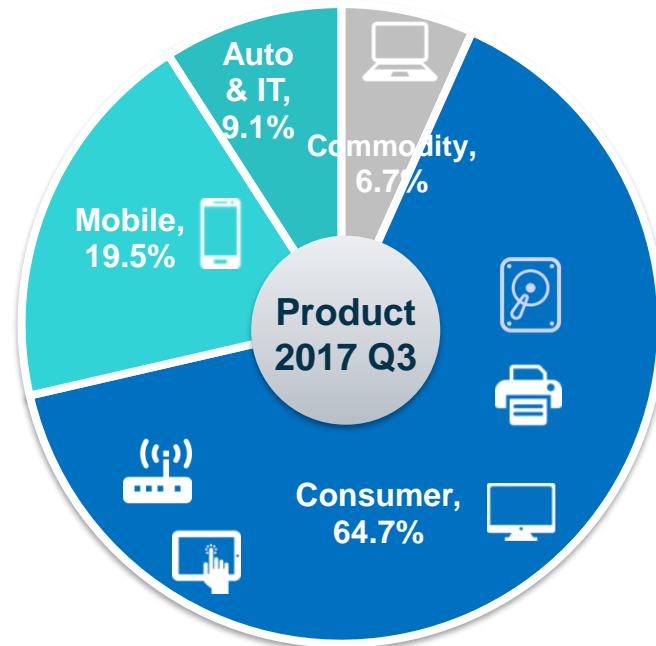 Auto
& IT,
9.1%
Commodity,
6.7%
Mobile,
19.5%
Product
2017 Q3
Consumer,
64.7%